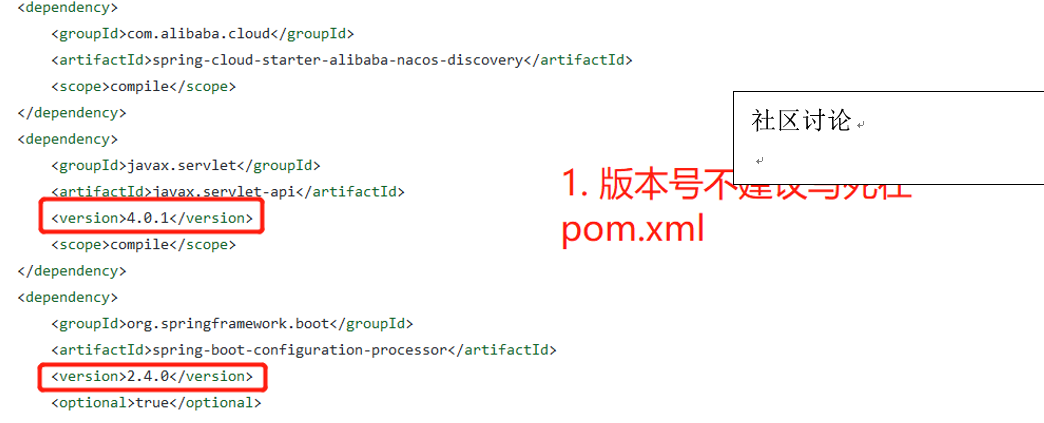 <dependency>
<groupId>com.alibaba.cloud</groupId>
<artifactId>spring-cloud-starter-alibaba-nacos-discovery</artifactId>
<scope>compile</scope>
</dependency>
<dependency>
<groupId>javax.servlet</groupId>
<artifactId>javax.servlet-api</artifactId>
<version>4.0.1</version>
<scope>compile</scope>
</dependency>
<dependency>
<groupId>org.springframework.boot</groupId>
<artifactId>spring-boot-configuration-processor</artifactId>
<version>2.4.0</version>
<optional>true</optional>
社区讨论
1. 版本号不建议写死在
pom.xml